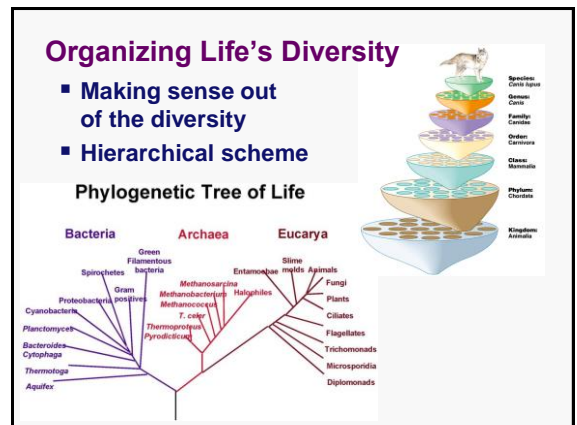 Organizing Life's Diversity
▪ Making sense out
of the diversity
▪ Hierarchical scheme
Species:
Canis lupus
Genus:
Canis
Family:
Canidae
Order:
Carnivora
Class:
Mammalia
Phylum:
Chordata
Kingdom:
Animalia
Phylogenetic Tree of Life
Bacteria
Archaea
Eucarya
Green
Filamentous
bacteria
Spirochetes
Gram
positives
Proteobacteria
Cyanobacteria
Planctomyces
Bacteroides
Cytophaga
Thermotoga
Aquifex
Methanosarcina
Methanobacterium
Methanococcus
T. celer
Thermoproteus
Pyrodicticum
Halophiles
Entamoebae
Slime
molds
Animals
Fungi
Plants
Ciliates
Flagellates
Trichomonads
Microsporidia
Diplomonads